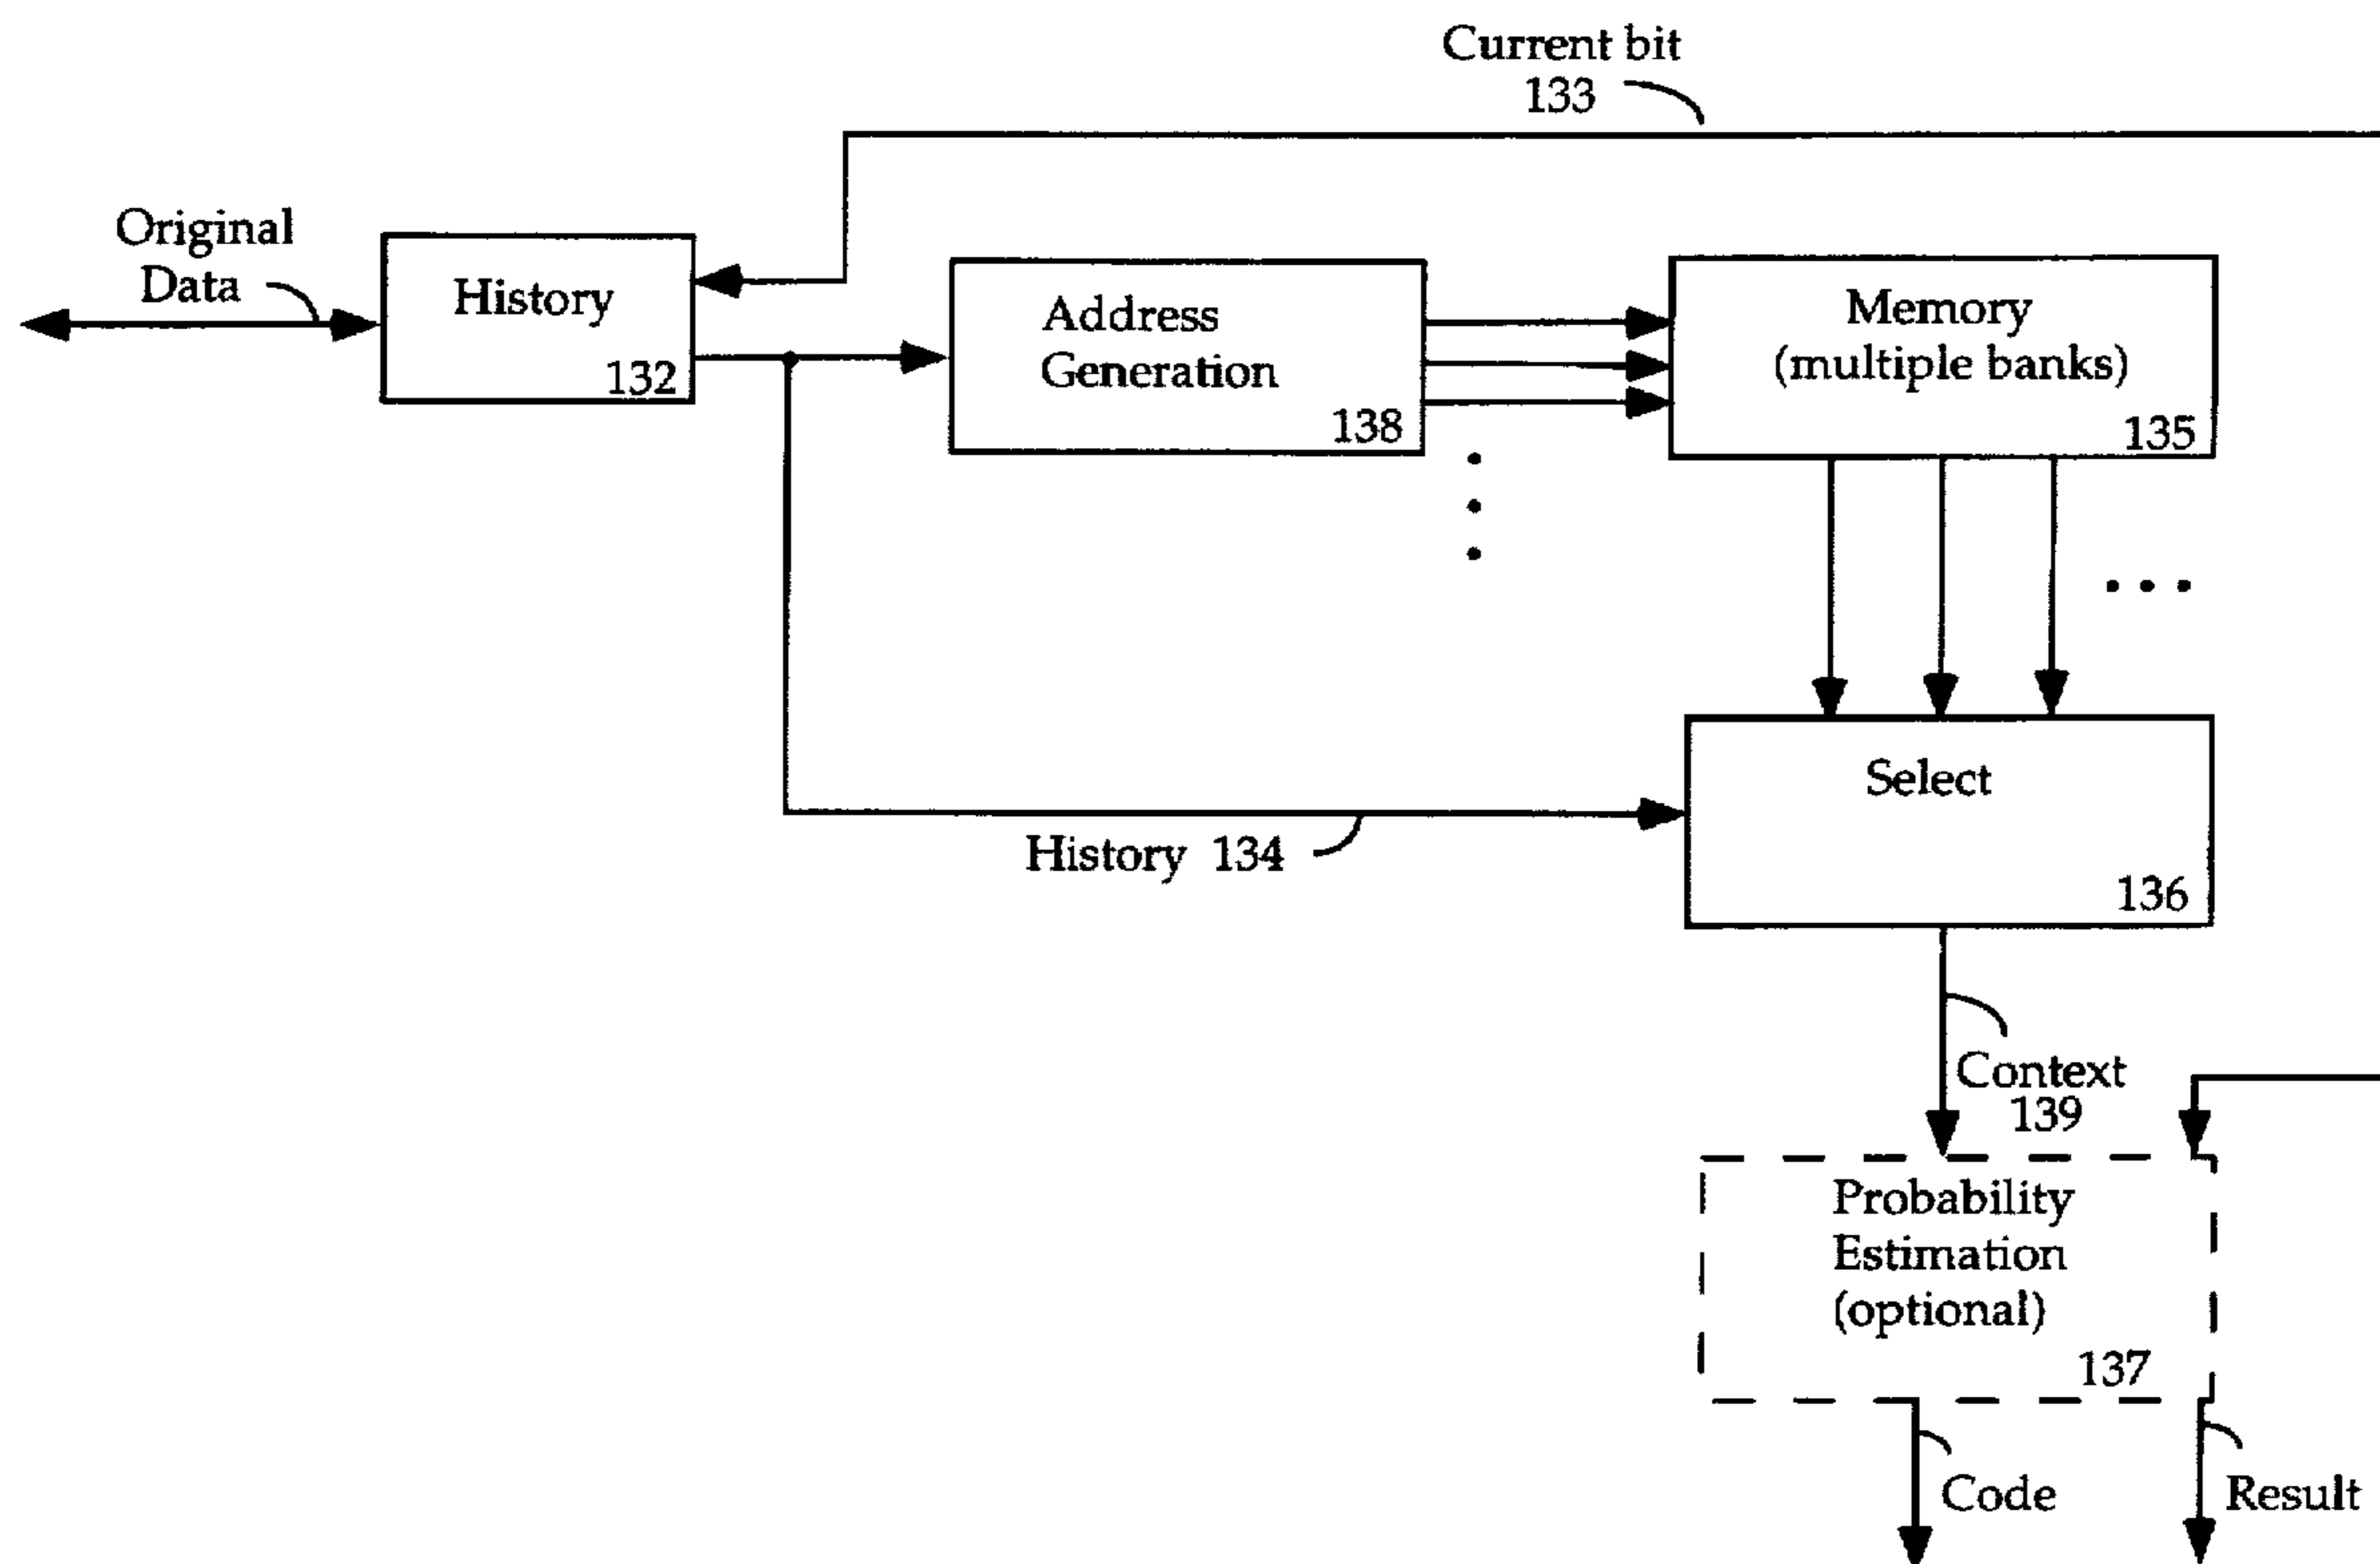 Current bit
133
Original
Data
History
132
Address
Generation
138
Memory
(multiple banks)
135
Select
136
History 134
Context
139
Probability
Estimation
(optional)
137
Code
Result